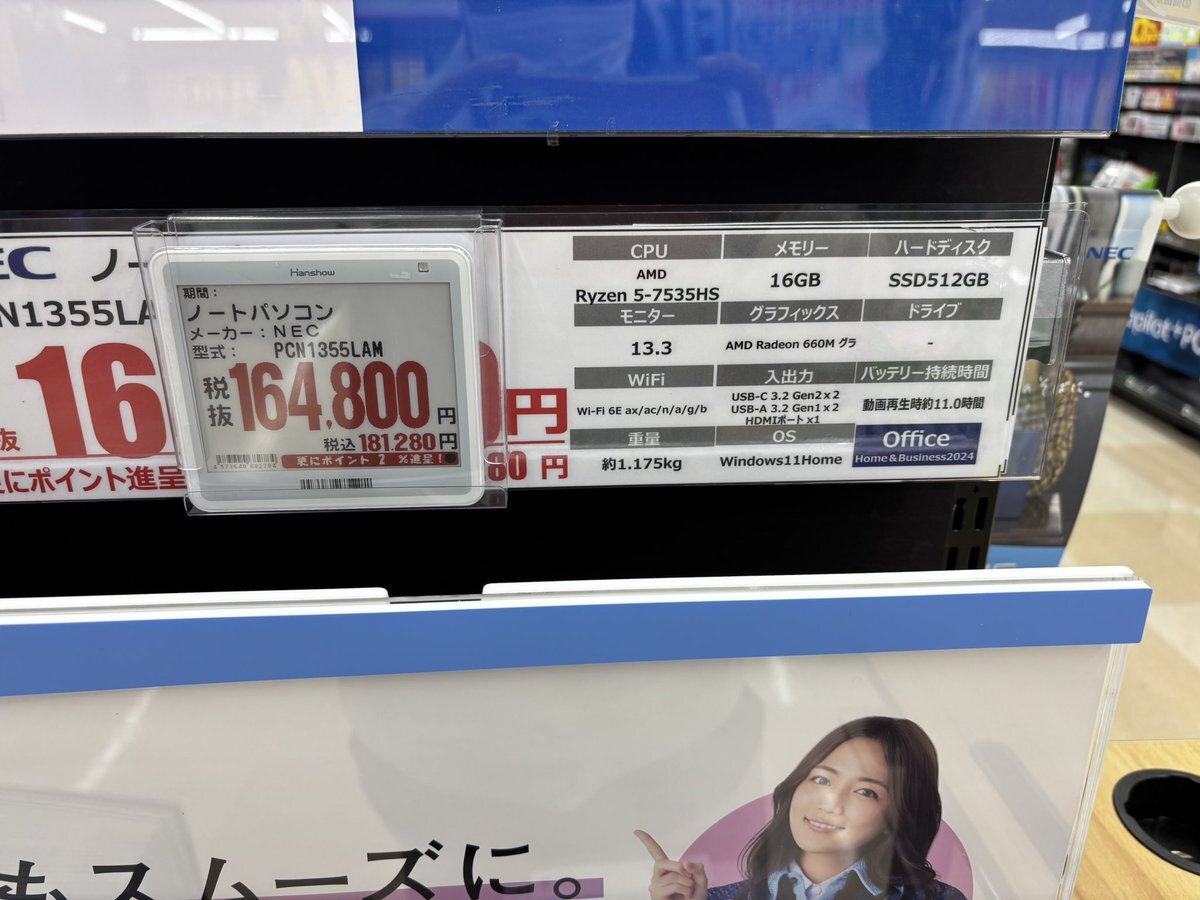 Hanshow
期間:
ノートパソコン
メーカー:NEC
型式: PCN1355LAM
税抜 164,800円
税込 181,280円
更にポイント 2 %進呈!
EC ノー
N1355LA
抜 16
円
80 円
にポイント進呈
CPU
AMD
Ryzen 5-7535HS
メモリー
16GB
ハードディスク
SSD512GB
モニター
13.3
グラフィックス
AMD Radeon 660M グラ
ドライブ
-
WiFi
Wi-Fi 6E ax/ac/n/a/g/b
入出力
USB-C 3.2 Gen2×2
USB-A 3.2 Gen1×2
HDMIポート x1
バッテリー持続時間
動画再生時約11.0時間
重量
約1.175kg
OS
Windows11Home
Office
Home＆Business2024
NEC
もスムーズに。